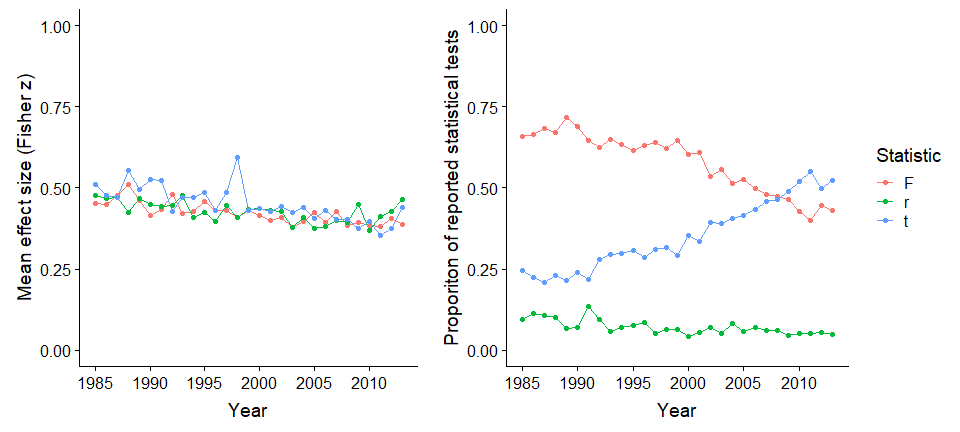 Mean effect size (Fisher z)
1.00
0.75
0.50
0.25
0.00
1985 1990 1995 2000 2005 2010
Year
Proporiton of reported statistical tests
1.00
0.75
0.50
0.25
0.00
1985 1990 1995 2000 2005 2010
Year
Statistic
F
r
t